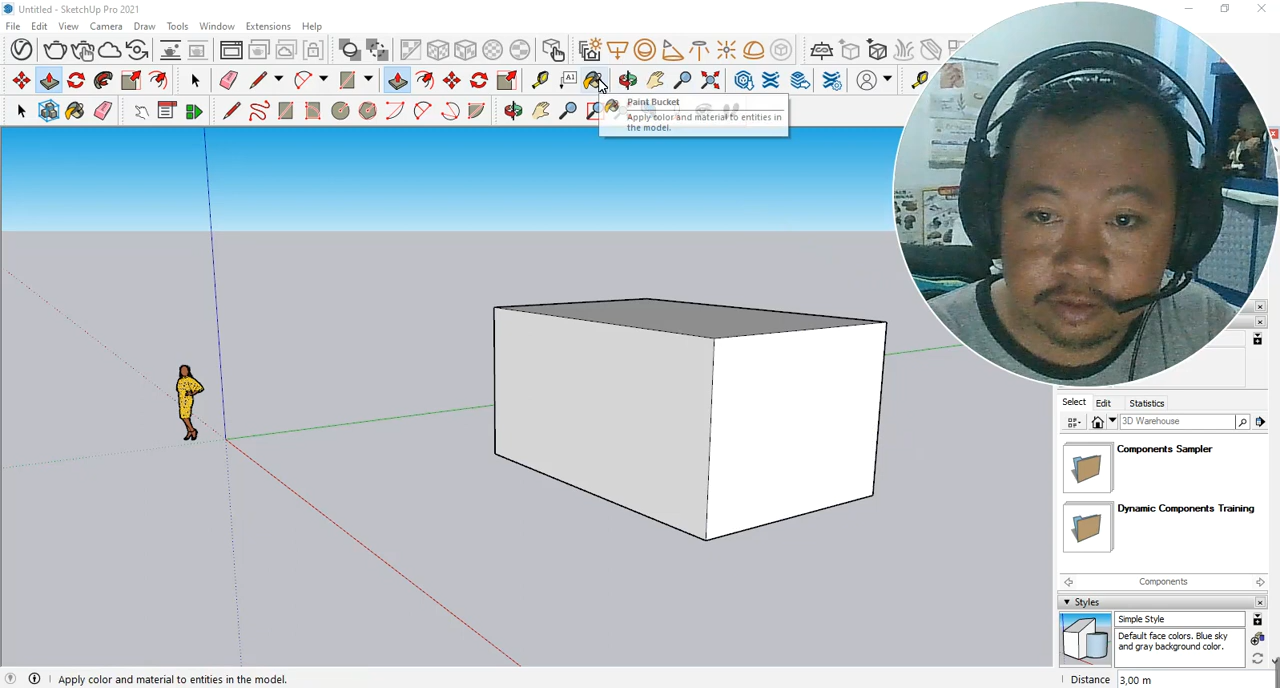 Untitled - SketchUp Pro 2021
File Edit View Camera Draw Tools Window Extensions Help
A1
Paint Bucket
Apply color and material to entities in
the model.
Select Edit Statistics
3D Warehouse
Components Sampler
Dynamic Components Training
Components
Styles
Simple Style
Default face colors. Blue sky
and gray background color.
Apply color and material to entities in the model.
Distance 3,00 m